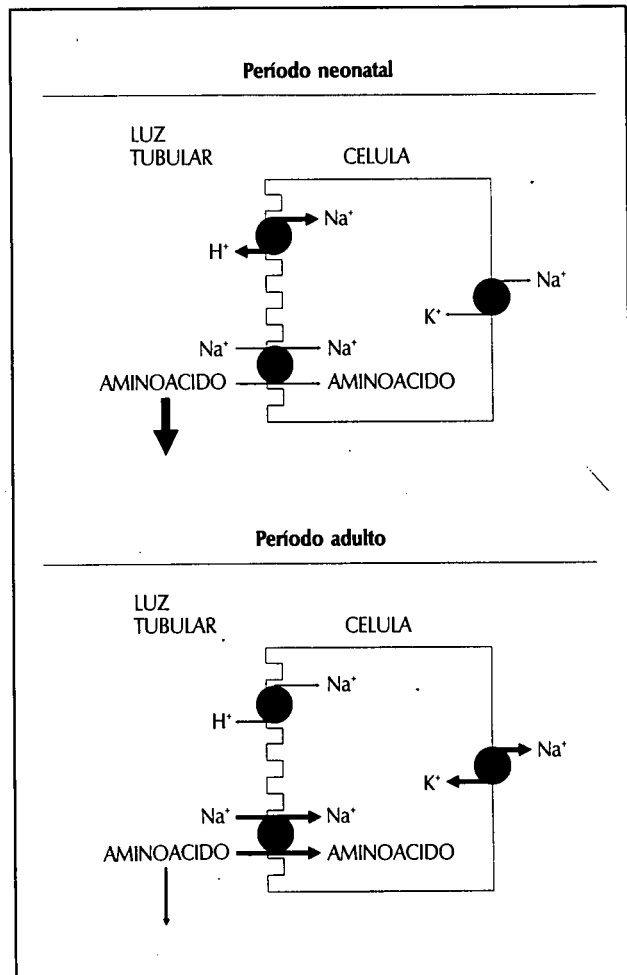 Período neonatal
LUZ
TUBULAR
CELULA
Na⁺
H⁺
Na⁺
K⁺
Na⁺ Na⁺
AMINOACIDO AMINOACIDO
Período adulto
LUZ
TUBULAR
CELULA
Na⁺
H⁺
Na⁺
K⁺
Na⁺ Na⁺
AMINOACIDO AMINOACIDO